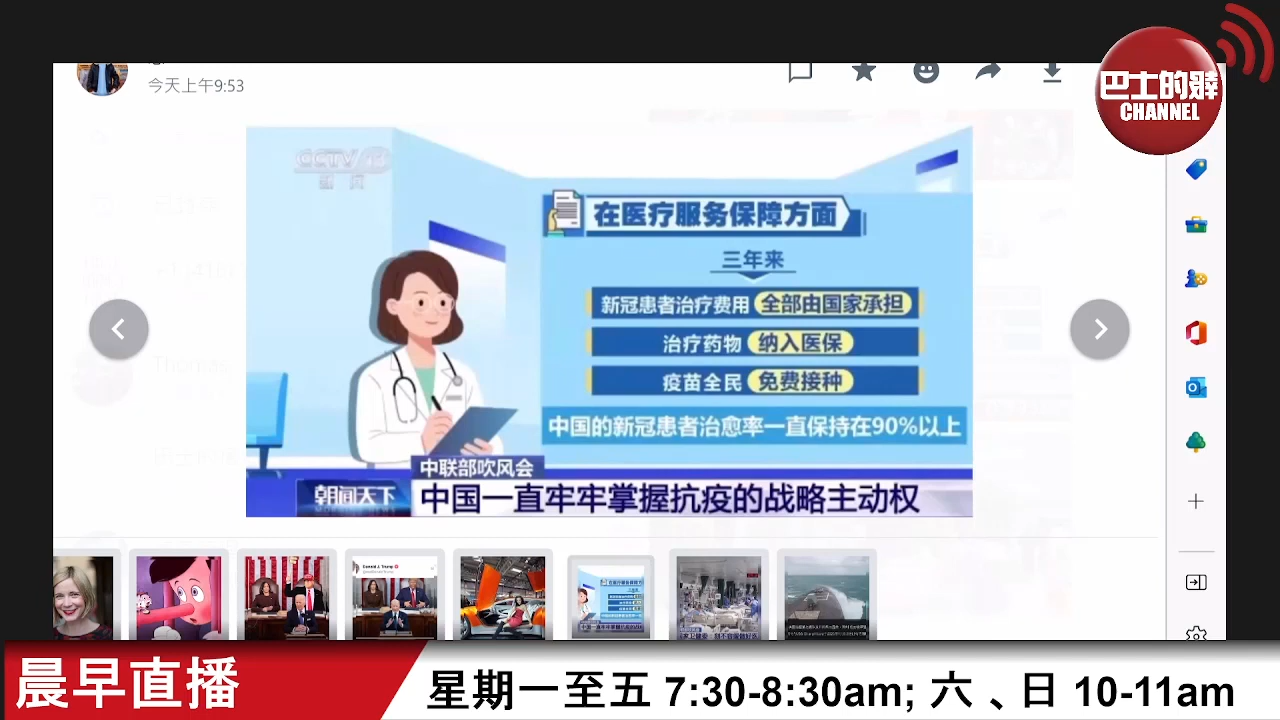 今天上午9:53
巴士的報
CHANNEL
CCTV 13
新闻
在医疗服务保障方面
三年来
新冠患者治疗费用 全部由国家承担
治疗药物 纳入医保
疫苗全民 免费接种
中国的新冠患者治愈率一直保持在90%以上
中联部吹风会
朝闻天下
中国一直牢牢掌握抗疫的战略主动权
Thomas
Donald J. Trump
晨早直播
星期一至五 7:30-8:30am; 六、日 10-11am